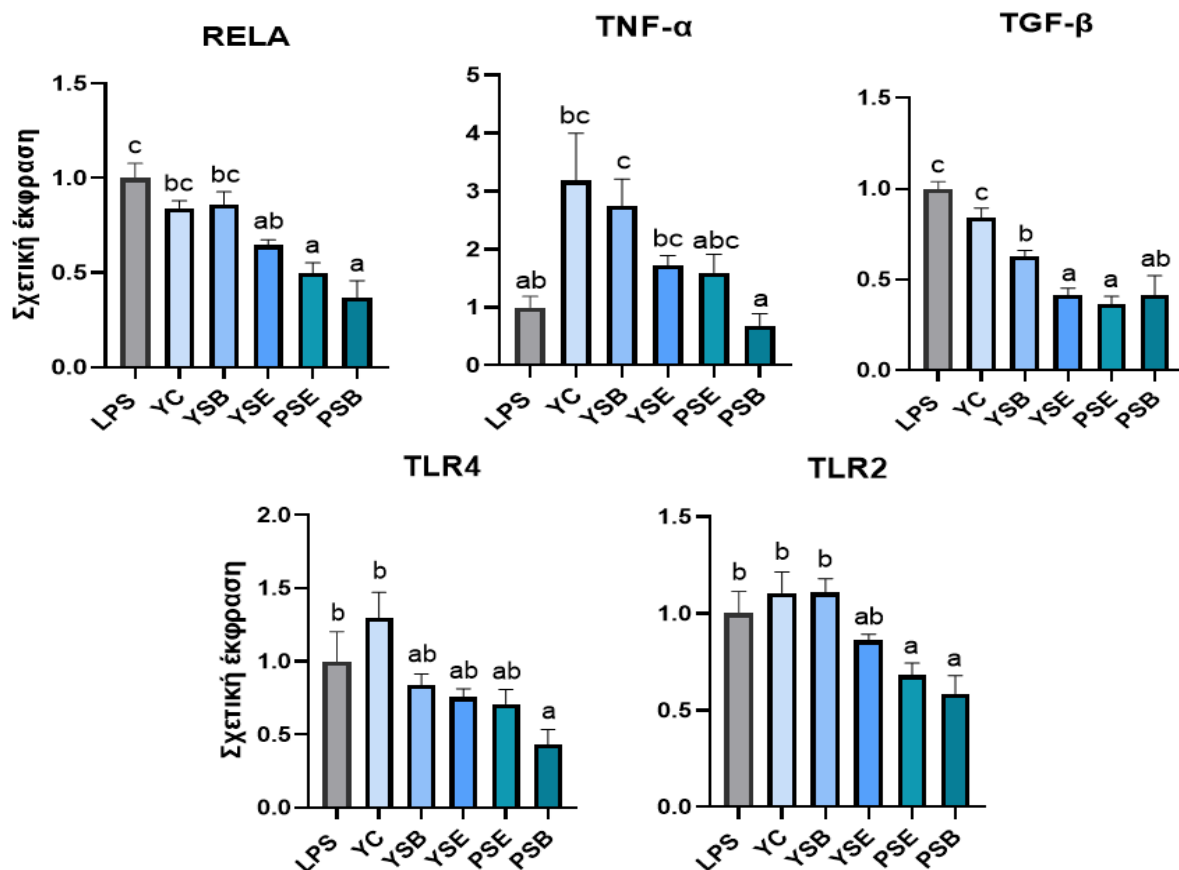 RELA
Σχετική έκφραση
1.5
1.0
0.5
0.0
c
bc
bc
ab
a
a
LPS
YC
YSB
YSE
PSE
PSB
TNF-α
5
4
3
2
1
0
ab
bc
c
bc
abc
a
LPS
YC
YSB
YSE
PSE
PSB
TGF-β
1.5
1.0
0.5
0.0
c
c
b
a
a
ab
LPS
YC
YSB
YSE
PSE
PSB
TLR4
Σχετική έκφραση
2.0
1.5
1.0
0.5
0.0
b
b
ab
ab
ab
a
LPS
YC
YSB
YSE
PSE
PSB
TLR2
1.5
1.0
0.5
0.0
b
b
b
ab
a
a
LPS
YC
YSB
YSE
PSE
PSB